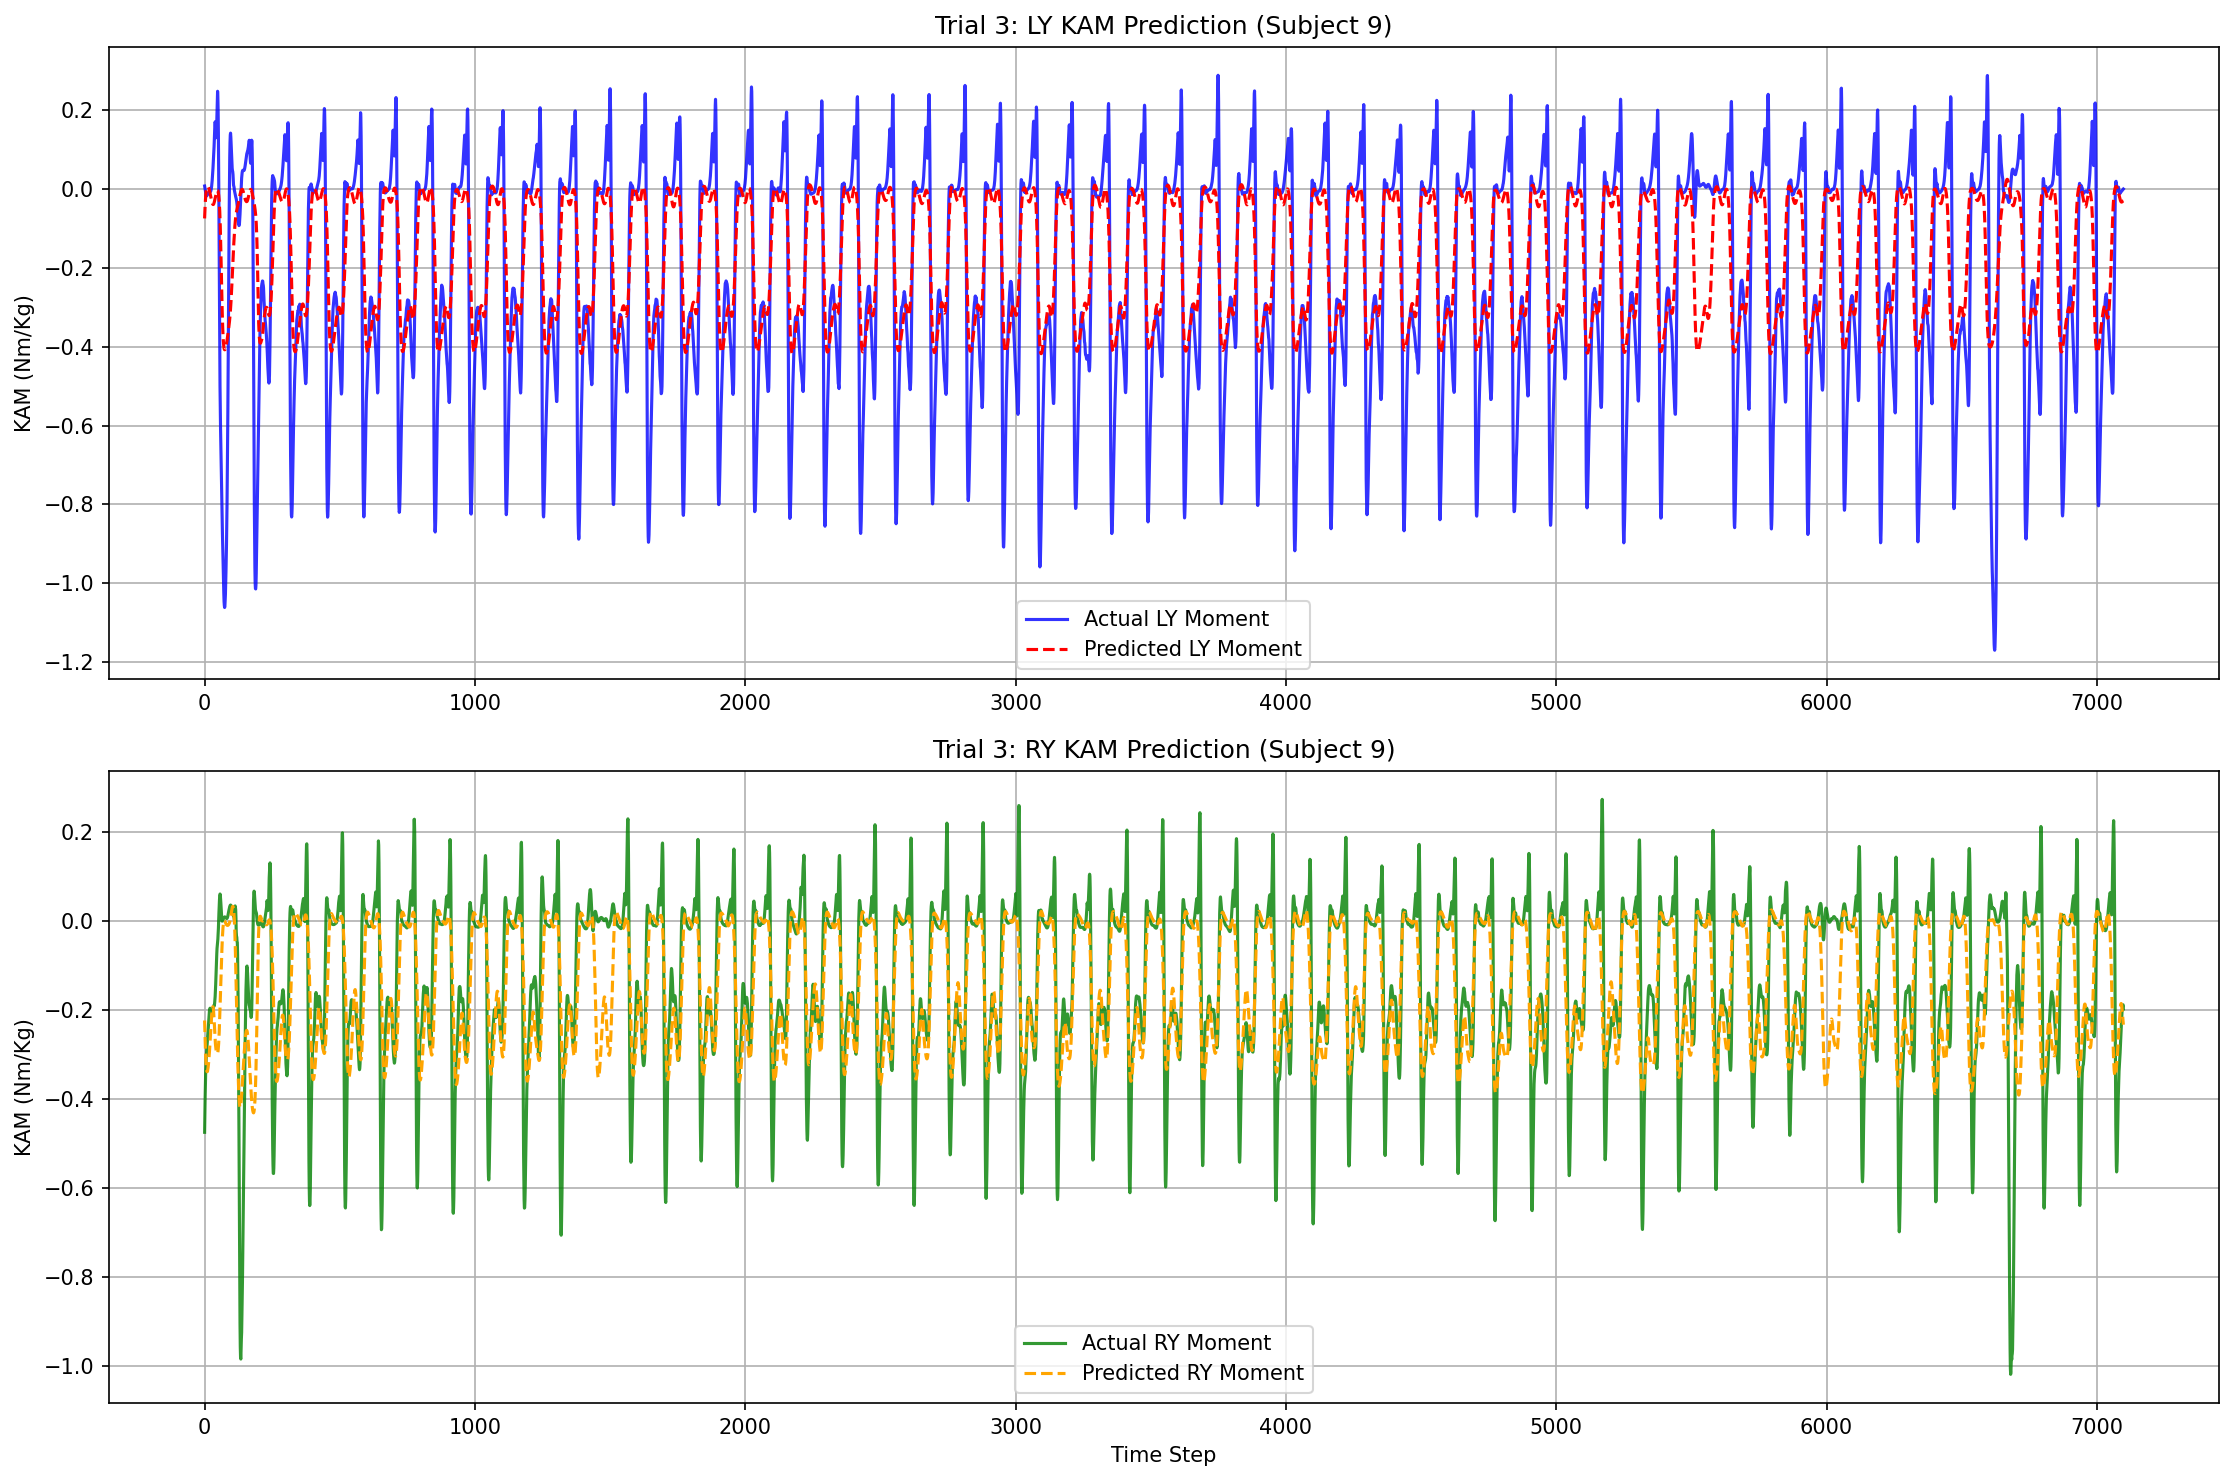 Trial 3: LY KAM Prediction (Subject 9)
KAM (Nm/Kg)
0.2
0.0
−0.2
−0.4
−0.6
−0.8
−1.0
−1.2
Actual LY Moment
Predicted LY Moment
0 1000 2000 3000 4000 5000 6000 7000
Trial 3: RY KAM Prediction (Subject 9)
KAM (Nm/Kg)
0.2
0.0
−0.2
−0.4
−0.6
−0.8
−1.0
Actual RY Moment
Predicted RY Moment
0 1000 2000 3000 4000 5000 6000 7000
Time Step